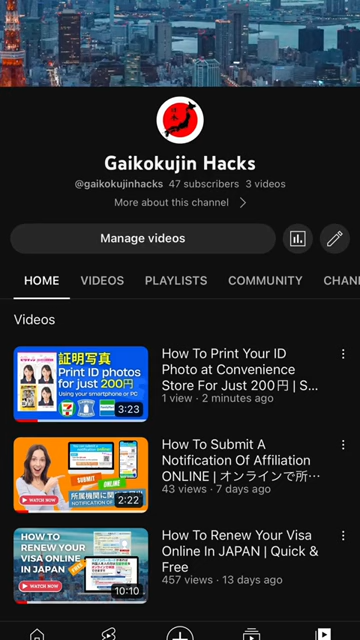 Gaikokujin Hacks
@gaikokujinhacks 47 subscribers 3 videos
More about this channel
Manage videos
HOME VIDEOS PLAYLISTS COMMUNITY CHAN
Videos
証明写真
Print ID photos
for just 200円
Using your smartphone or PC
3:23
How To Print Your ID
Photo at Convenience
Store For Just 200円 | S...
1 view · 2 minutes ago
WATCH NOW
所属機関に関する
NOTIFICATION OF
2:22
How To Submit A
Notification Of Affiliation
ONLINE | オンラインで所…
43 views · 7 days ago
HOW TO
RENEW YOUR
VISA ONLINE
IN JAPAN
FREE
WATCH NOW
10:10
How To Renew Your Visa
Online In JAPAN | Quick &
Free
457 views · 13 days ago